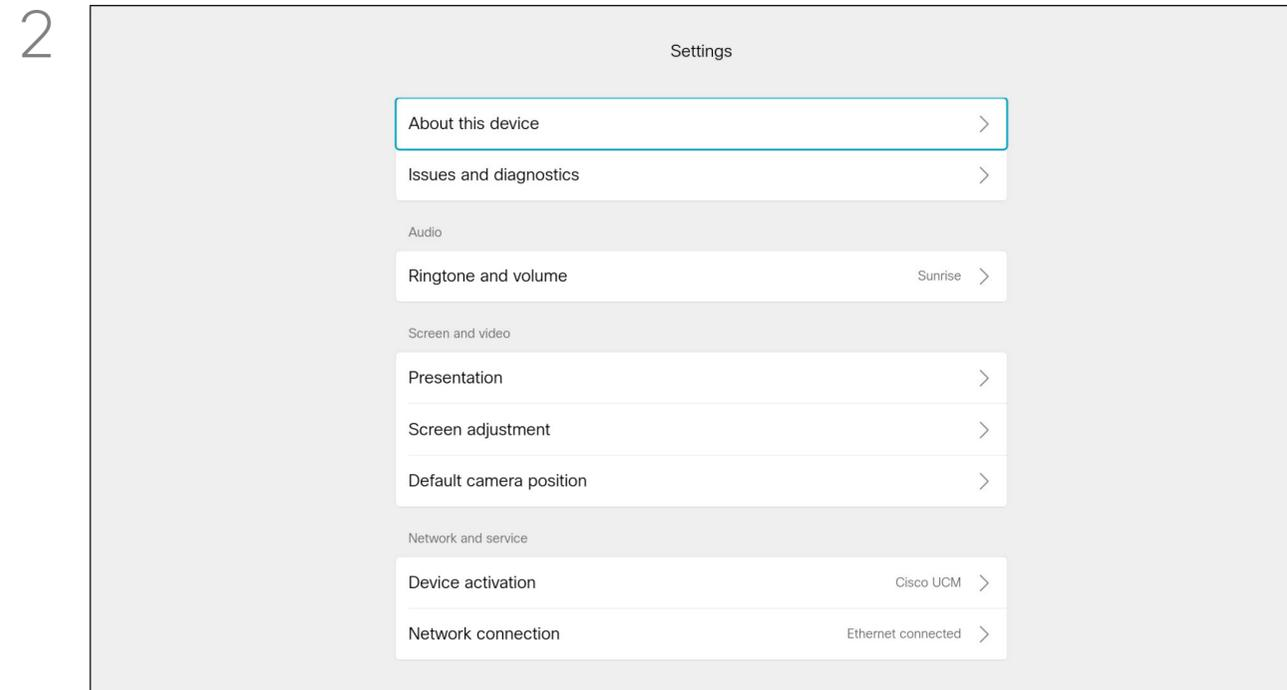 2
Settings
About this device
Issues and diagnostics
Audio
Ringtone and volume Sunrise
Screen and video
Presentation
Screen adjustment
Default camera position
Network and service
Device activation Cisco UCM
Network connection Ethernet connected